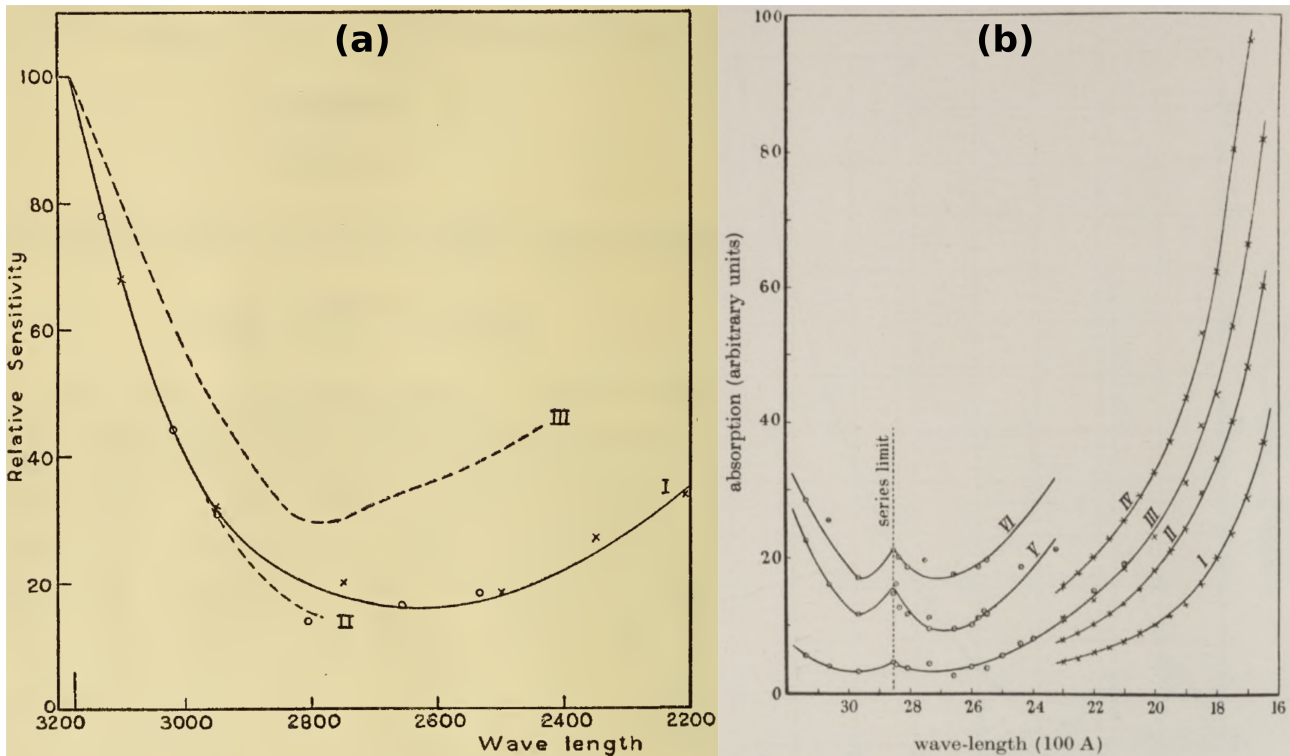 (a)
100
80
60
40
20
0
Relative Sensitivity
III
I
II
3200
3000
2800
2600
2400
2200
Wave length
(b)
100
80
60
40
20
0
absorption (arbitrary units)
series limit
VI
V
IV
III
II
I
30
28
26
24
22
20
18
16
wave-length (100 A)